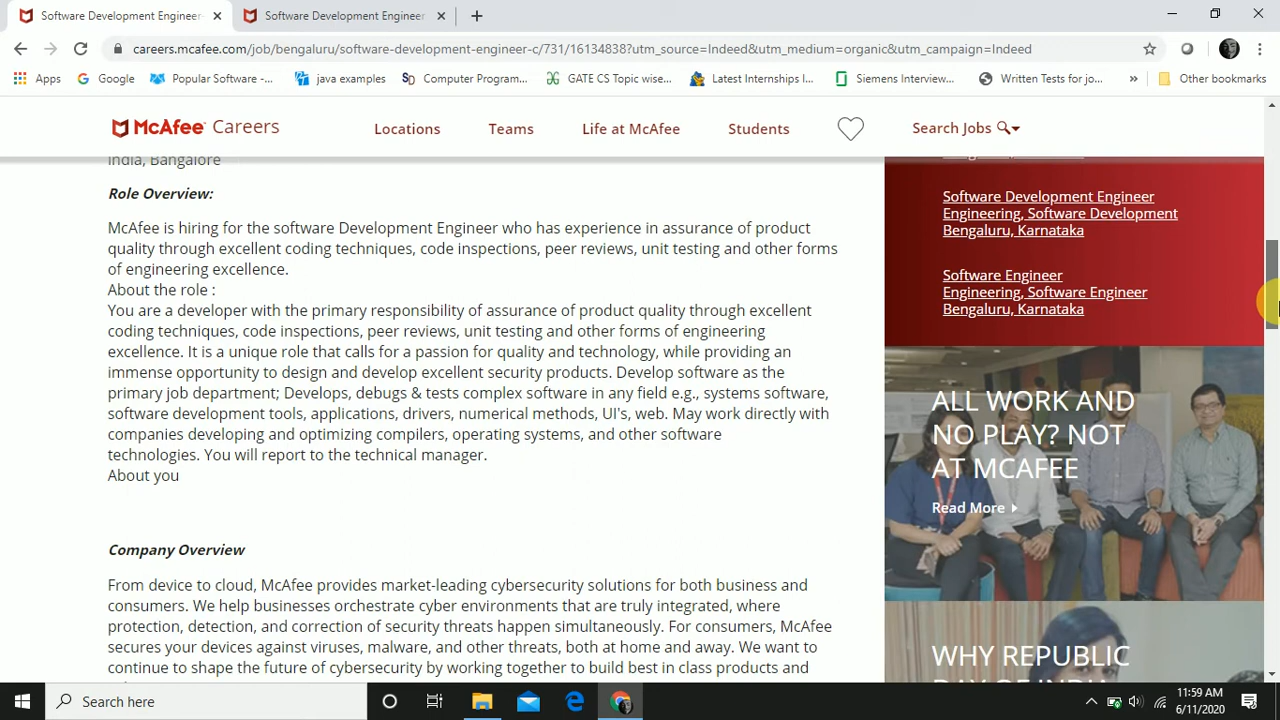 Software Development Engineer
Software Development Engineer
careers.mcafee.com/job/bengaluru/software-development-engineer-c/731/16134838?utm_source=Indeed&utm_medium=organic&utm_campaign=Indeed
Apps
Google
Popular Software -...
java examples
Computer Program...
GATE CS Topic wise...
Latest Internships I...
Siemens Interview...
Written Tests for jo...
»
Other bookmarks
McAfee Careers
Locations
Teams
Life at McAfee
Students
Search Jobs
India, Bangalore
Role Overview:
McAfee is hiring for the software Development Engineer who has experience in assurance of product
quality through excellent coding techniques, code inspections, peer reviews, unit testing and other forms
of engineering excellence.
About the role :
You are a developer with the primary responsibility of assurance of product quality through excellent
coding techniques, code inspections, peer reviews, unit testing and other forms of engineering
excellence. It is a unique role that calls for a passion for quality and technology, while providing an
immense opportunity to design and develop excellent security products. Develop software as the
primary job department; Develops, debugs & tests complex software in any field e.g., systems software,
software development tools, applications, drivers, numerical methods, UI's, web. May work directly with
companies developing and optimizing compilers, operating systems, and other software
technologies. You will report to the technical manager.
About you
Company Overview
From device to cloud, McAfee provides market-leading cybersecurity solutions for both business and
consumers. We help businesses orchestrate cyber environments that are truly integrated, where
protection, detection, and correction of security threats happen simultaneously. For consumers, McAfee
secures your devices against viruses, malware, and other threats, both at home and away. We want to
continue to shape the future of cybersecurity by working together to build best in class products and
Bengaluru, Karnataka
Software Development Engineer
Engineering, Software Development
Bengaluru, Karnataka
Software Engineer
Engineering, Software Engineer
Bengaluru, Karnataka
ALL WORK AND
NO PLAY? NOT
AT MCAFEE
Read More
WHY REPUBLIC
DAY OF INDIA
Search here
11:59 AM
6/11/2020